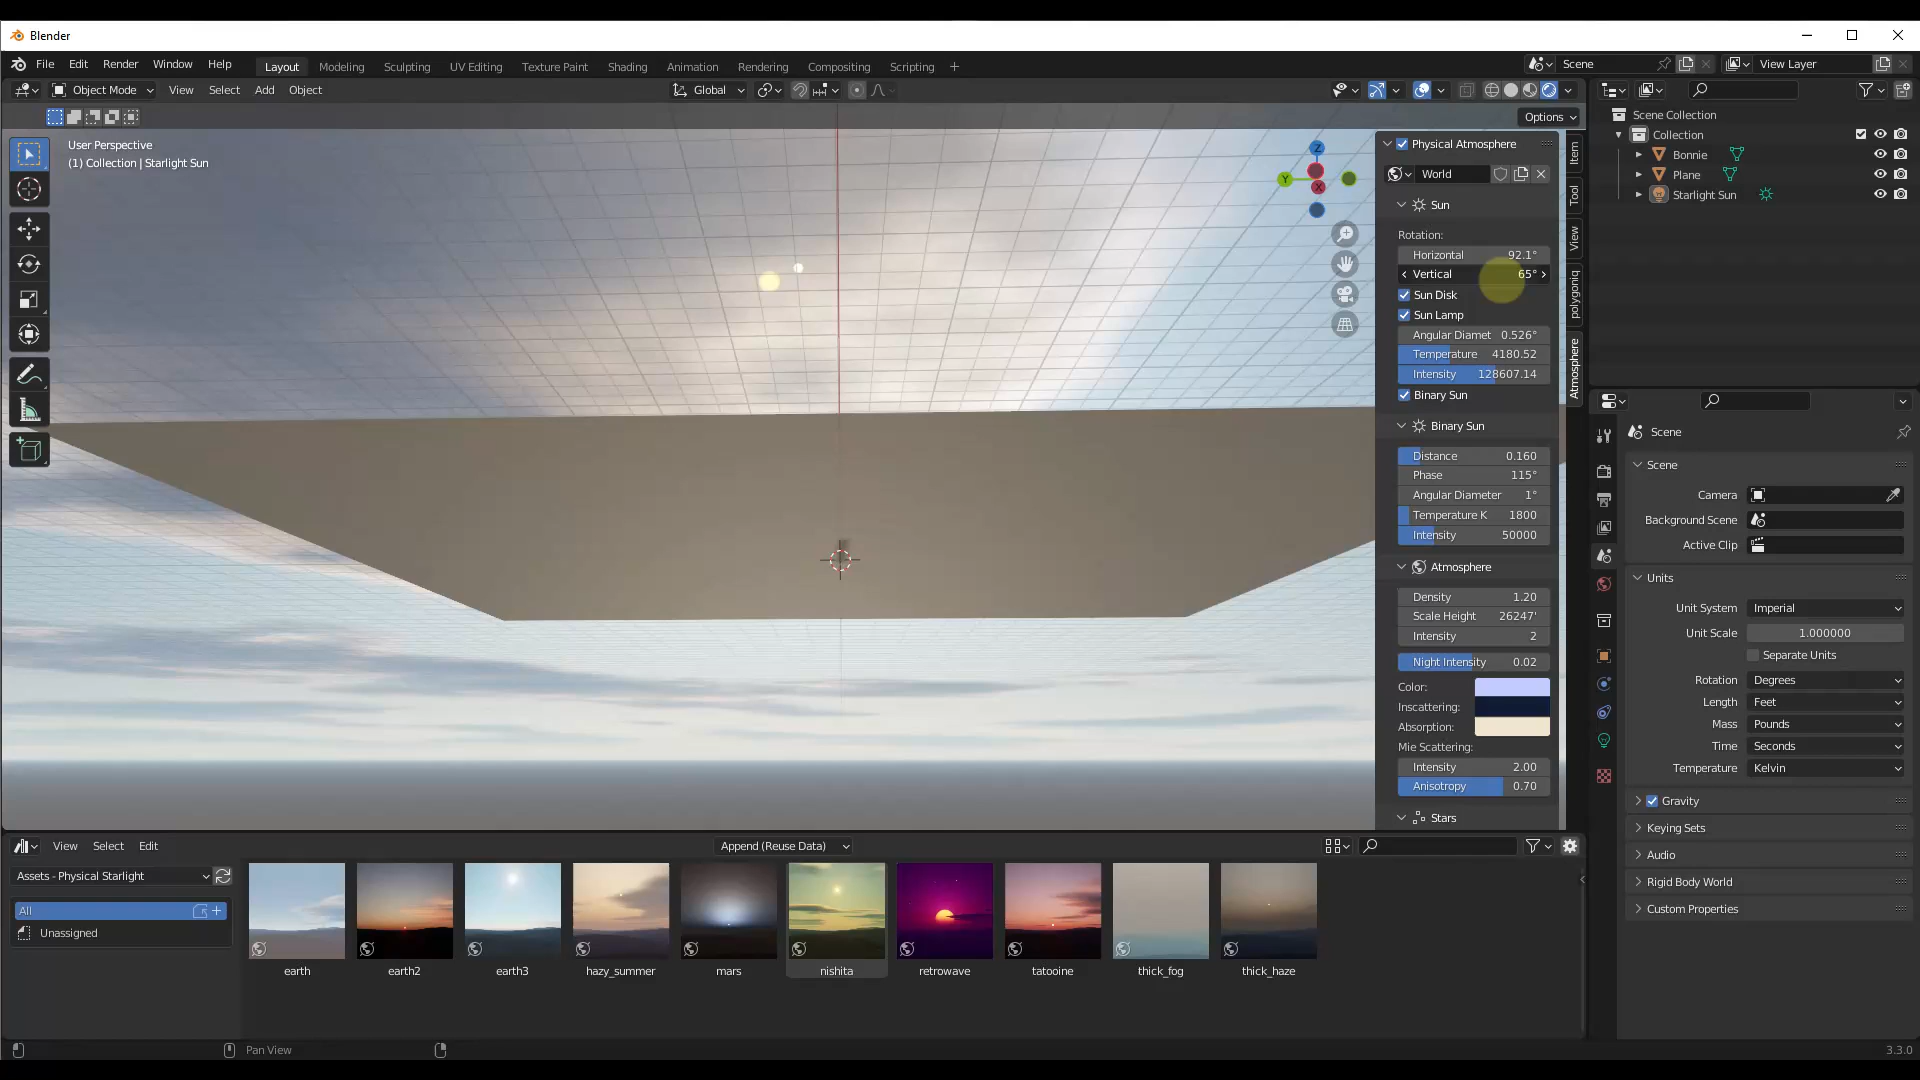 Blender
File Edit Render Window Help
Layout Modeling Sculpting UV Editing Texture Paint Shading Animation Rendering Compositing Scripting +
Scene
View Layer
Object Mode View Select Add Object
Global
Options
User Perspective
(1) Collection | Starlight Sun
Z
Y
X
Physical Atmosphere
World
Sun
Rotation:
Horizontal 92.1°
Vertical 65°
Sun Disk
Sun Lamp
Angular Diamet 0.526°
Temperature 4180.52
Intensity 128607.14
Binary Sun
Binary Sun
Distance 0.160
Phase 115°
Angular Diameter 1°
Temperature K 1800
Intensity 50000
Atmosphere
Density 1.20
Scale Height 26247'
Intensity 2
Night Intensity 0.02
Color:
Inscattering:
Absorption:
Mie Scattering:
Intensity 2.00
Anisotropy 0.70
Stars
Item
Tool
View
polygoniq
Atmosphere
Scene Collection
Collection
Bonnie
Plane
Starlight Sun
Scene
Scene
Camera
Background Scene
Active Clip
Units
Unit System Imperial
Unit Scale 1.000000
Separate Units
Rotation Degrees
Length Feet
Mass Pounds
Time Seconds
Temperature Kelvin
Gravity
Keying Sets
Audio
Rigid Body World
Custom Properties
View Select Edit
Append (Reuse Data)
Assets - Physical Starlight
All
Unassigned
earth earth2 earth3 hazy_summer mars nishita retrowave tatooine thick_fog thick_haze
Pan View
3.3.0